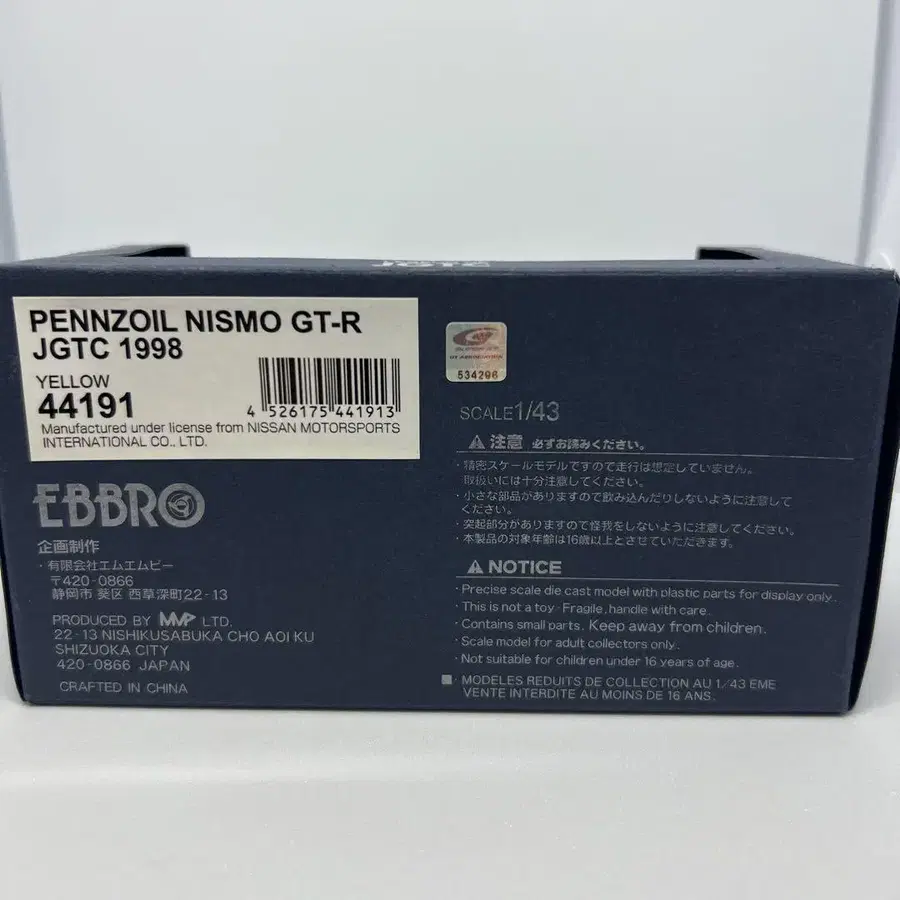 PENNZOIL NISMO GT-R
JGTC 1998
YELLOW
44191
4 526175 441913
Manufactured under license from NISSAN MOTORSPORTS
INTERNATIONAL CO., LTD.
EBBRO
企画制作
・有限会社エムエムピー
〒420-0866
静岡市 葵区 西草深町22-13
PRODUCED BY MMP LTD.
22-13 NISHIKUSABUKA CHO AOI KU
SHIZUOKA CITY
420-0866 JAPAN
CRAFTED IN CHINA
534296
SCALE1/43
注意 必ずお読みください。
・精密スケールモデルですので走行は想定していません。
取扱いには十分注意してください。
・小さな部品がありますので飲み込んだりしないように注意して
ください。
・突起部分がありますので怪我をしないように注意してください。
・本製品の対象年齢は16歳以上とさせていただきます。
NOTICE
・Precise scale die cast model with plastic parts for display only.
・This is not a toy・Fragile, handle with care.
・Contains small parts. Keep away from children.
・Scale model for adult collectors only.
・Not suitable for children under 16 years of age.
・MODELES REDUITS DE COLLECTION AU 1/43 EME
VENTE INTERDITE AU MOINS DE 16 ANS.